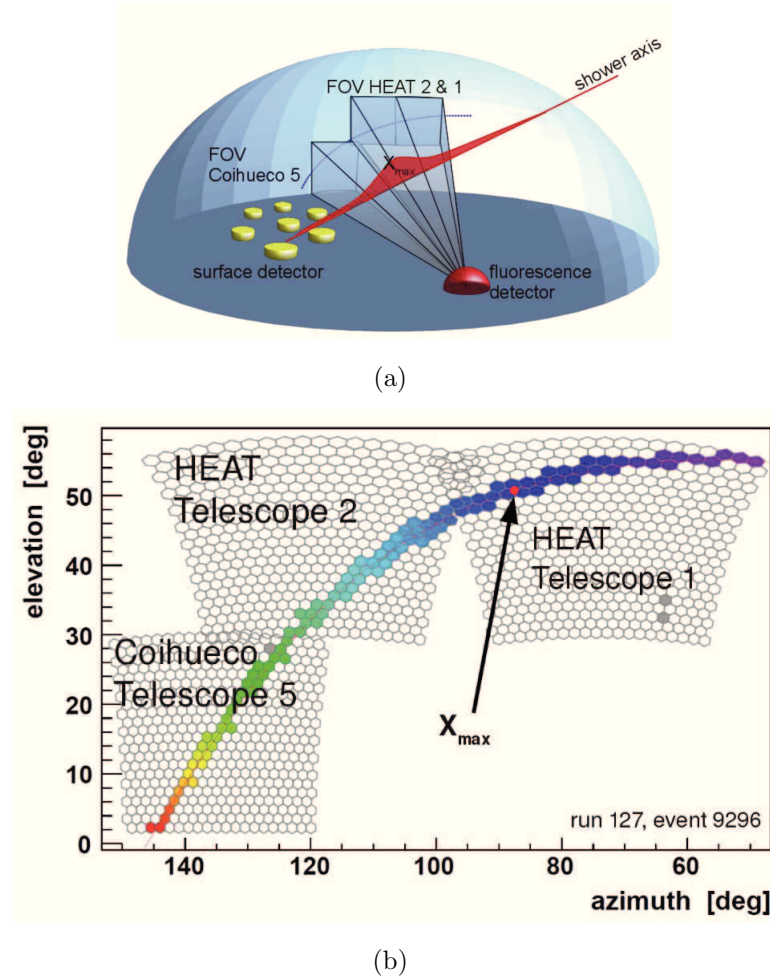 shower axis
FOV HEAT 2 & 1
FOV
Coihueco 5
Xmax
surface detector
fluorescence
detector
(a)
elevation [deg]
50
40
30
20
10
0
HEAT
Telescope 2
HEAT
Telescope 1
Coihueco
Telescope 5
Xmax
run 127, event 9296
140
120
100
80
60
azimuth [deg]
(b)